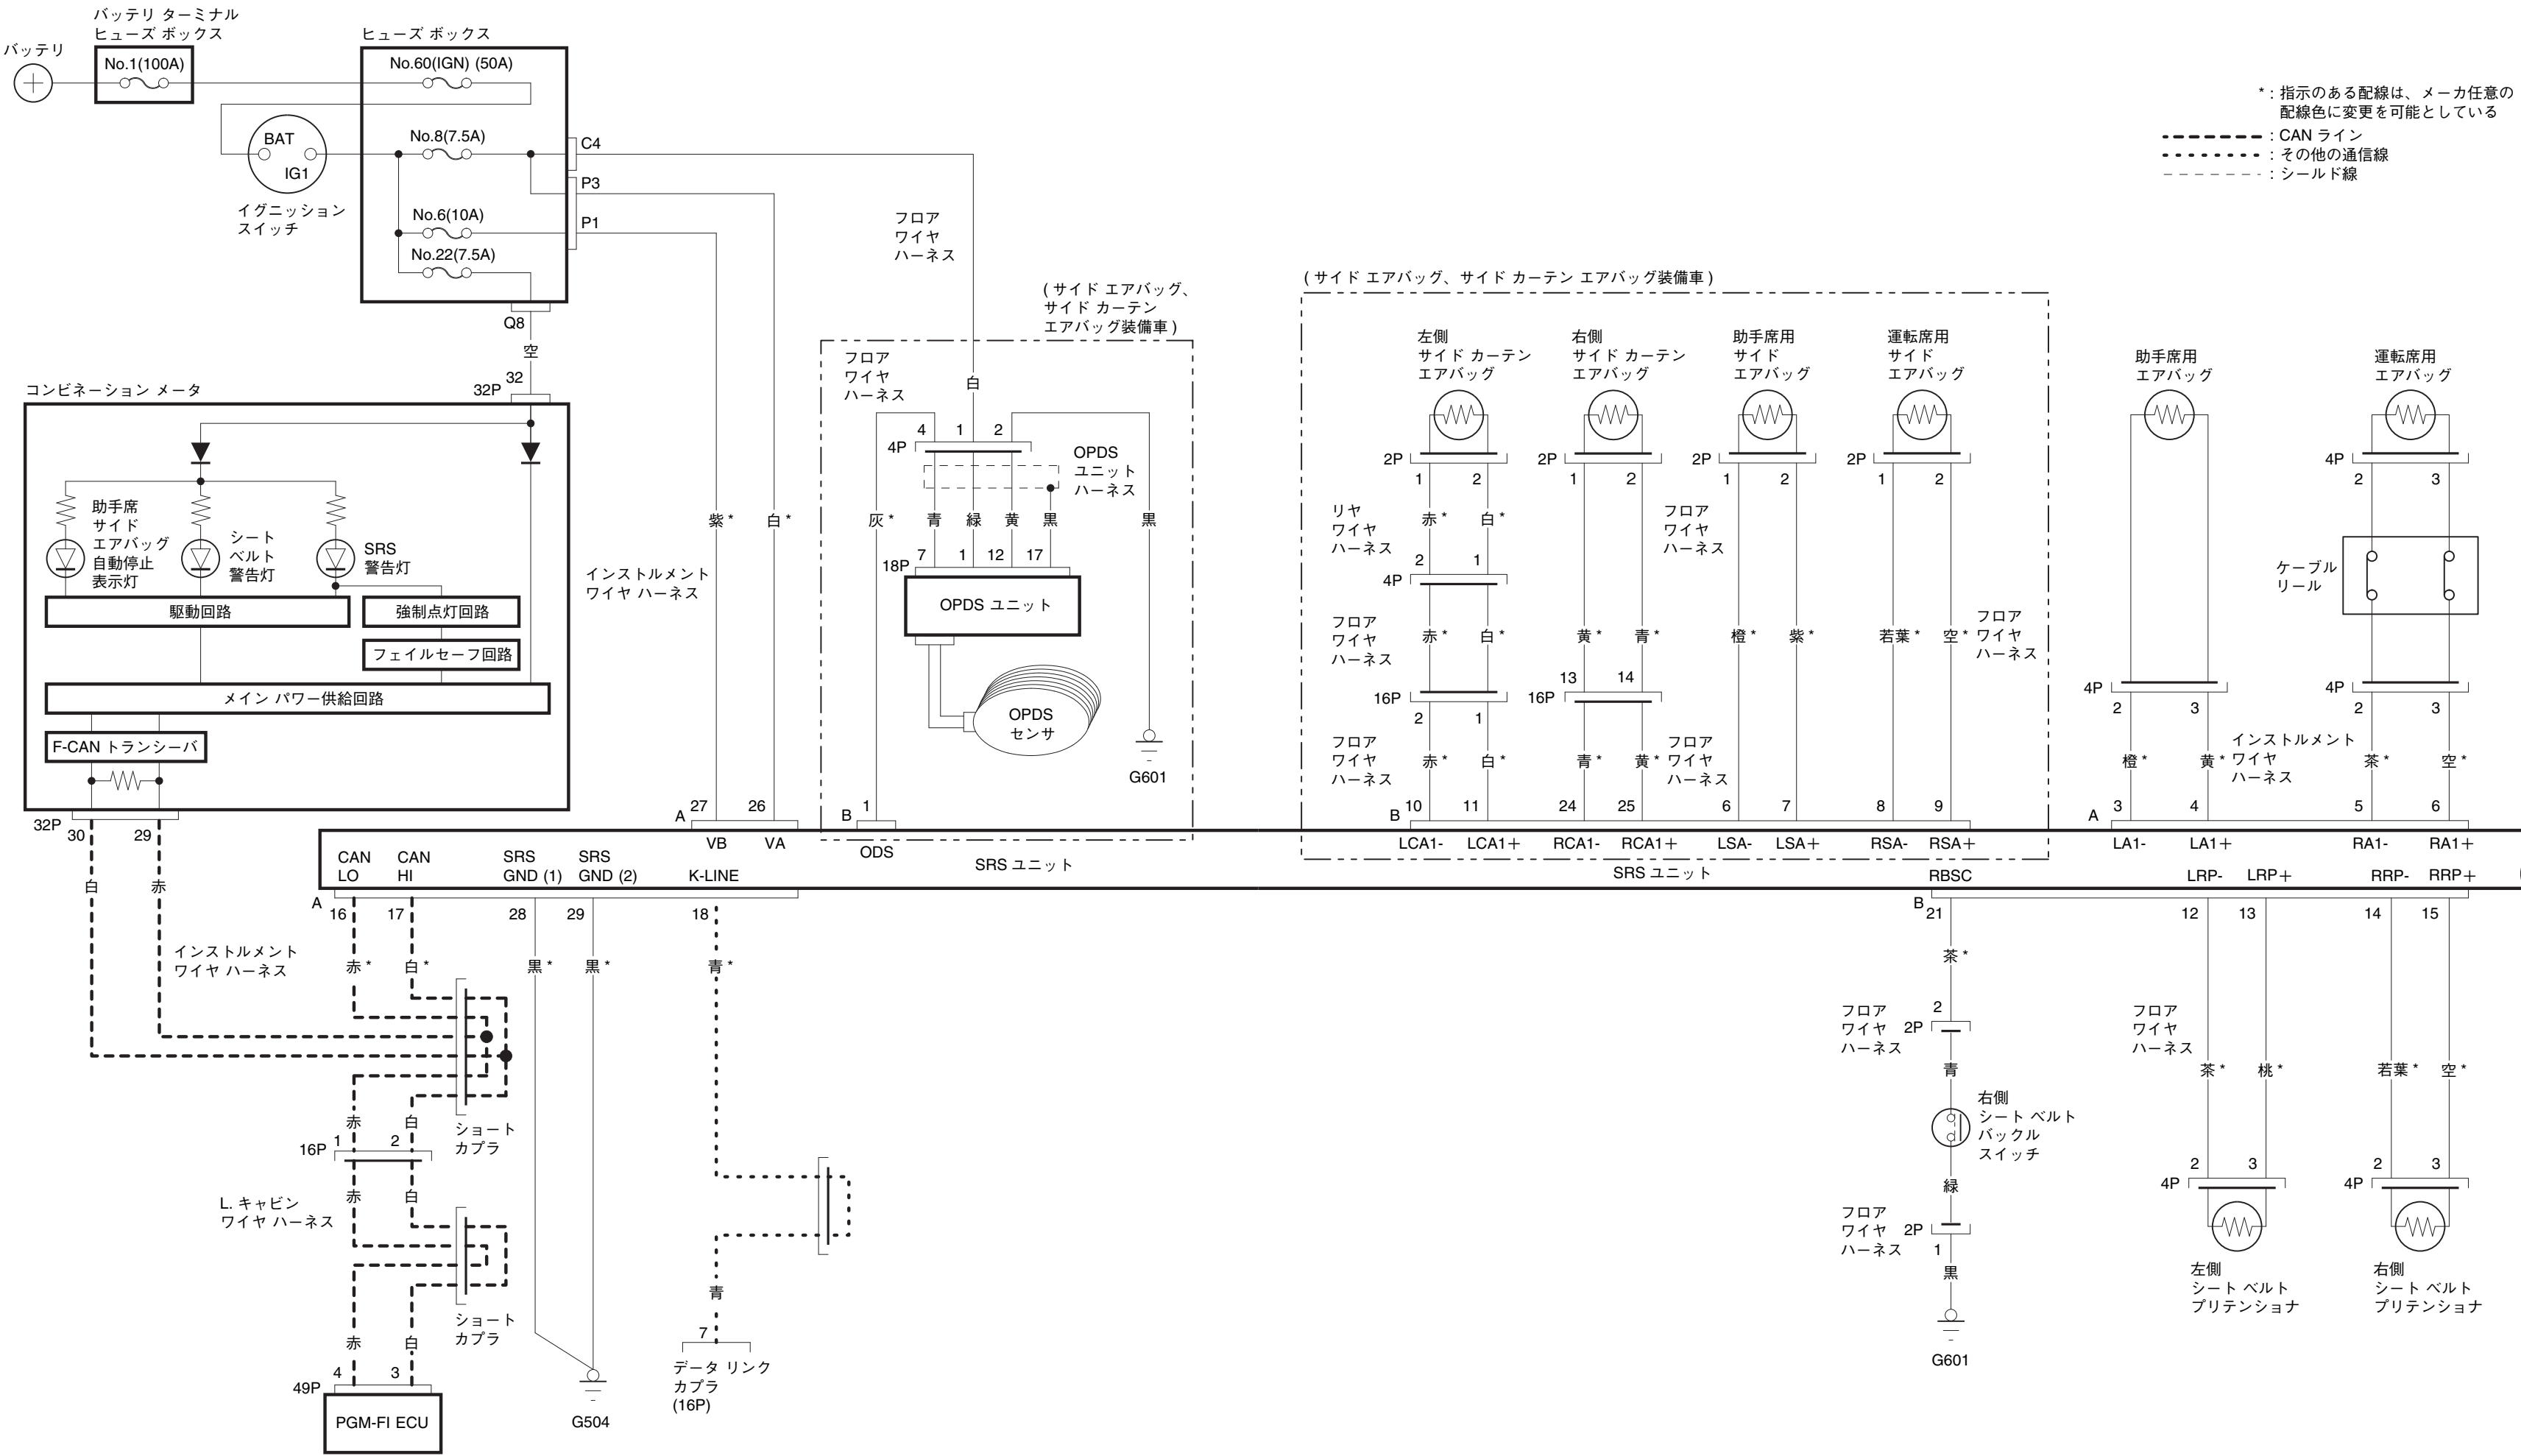 バッテリ ターミナル
ヒューズ ボックス
バッテリ
No.1(100A)
ヒューズ ボックス
No.60(IGN) (50A)
BAT
IG1
イグニッション
スイッチ
No.8(7.5A)
No.6(10A)
No.22(7.5A)
C4
P3
P1
Q8
空
32
32P
* : 指示のある配線は、メーカ任意の
配線色に変更を可能としている
: CAN ライン
: その他の通信線
: シールド線
コンビネーション メータ
助手席
サイド
エアバッグ
自動停止
表示灯
シート
ベルト
警告灯
SRS
警告灯
駆動回路
強制点灯回路
フェイルセーフ回路
メイン パワー供給回路
F-CAN トランシーバ
32P
30
29
白
赤
インストルメント
ワイヤ ハーネス
紫 *
白 *
インストルメント
ワイヤ ハーネス
フロア
ワイヤ
ハーネス
( サイド エアバッグ、
サイド カーテン
エアバッグ装備車 )
フロア
ワイヤ
ハーネス
白
4
1
2
4P
OPDS
ユニット
ハーネス
灰 *
青
緑
黄
黒
黒
7
1
12
17
18P
OPDS ユニット
OPDS
センサ
G601
A
27
26
B
1
VB
VA
ODS
CAN
LO
CAN
HI
SRS
GND (1)
SRS
GND (2)
K-LINE
SRS ユニット
A
16
17
28
29
18
赤 *
白 *
黒 *
黒 *
青 *
ショート
カプラ
赤
白
16P
1
2
L. キャビン
ワイヤ ハーネス
赤
白
ショート
カプラ
赤
白
4
3
49P
PGM-FI ECU
G504
青
7
データ リンク
カプラ
(16P)
( サイド エアバッグ、サイド カーテン エアバッグ装備車 )
左側
サイド カーテン
エアバッグ
右側
サイド カーテン
エアバッグ
助手席用
サイド
エアバッグ
運転席用
サイド
エアバッグ
2P
1
2
2P
1
2
2P
1
2
2P
1
2
リヤ
ワイヤ
ハーネス
赤 *
白 *
フロア
ワイヤ
ハーネス
2
1
4P
フロア
ワイヤ
ハーネス
赤 *
白 *
黄 *
青 *
橙 *
紫 *
若葉 *
空 *
フロア
ワイヤ
ハーネス
16P
2
1
13
14
16P
フロア
ワイヤ
ハーネス
赤 *
白 *
青 *
黄 *
フロア
ワイヤ
ハーネス
B
10
11
24
25
6
7
8
9
LCA1-
LCA1+
RCA1-
RCA1+
LSA-
LSA+
RSA-
RSA+
助手席用
エアバッグ
運転席用
エアバッグ
4P
2
3
ケーブル
リール
4P
2
3
4P
2
3
橙 *
黄 *
インストルメント
ワイヤ
ハーネス
茶 *
空 *
A
3
4
5
6
LA1-
LA1+
RA1-
RA1+
SRS ユニット
RBSC
LRP-
LRP+
RRP-
RRP+
B
21
12
13
14
15
茶 *
フロア
ワイヤ
ハーネス
2
2P
青
右側
シート ベルト
バックル
スイッチ
緑
フロア
ワイヤ
ハーネス
2P
1
黒
G601
フロア
ワイヤ
ハーネス
茶 *
桃 *
若葉 *
空 *
2
3
4P
2
3
4P
左側
シート ベルト
プリテンショナ
右側
シート ベルト
プリテンショナ